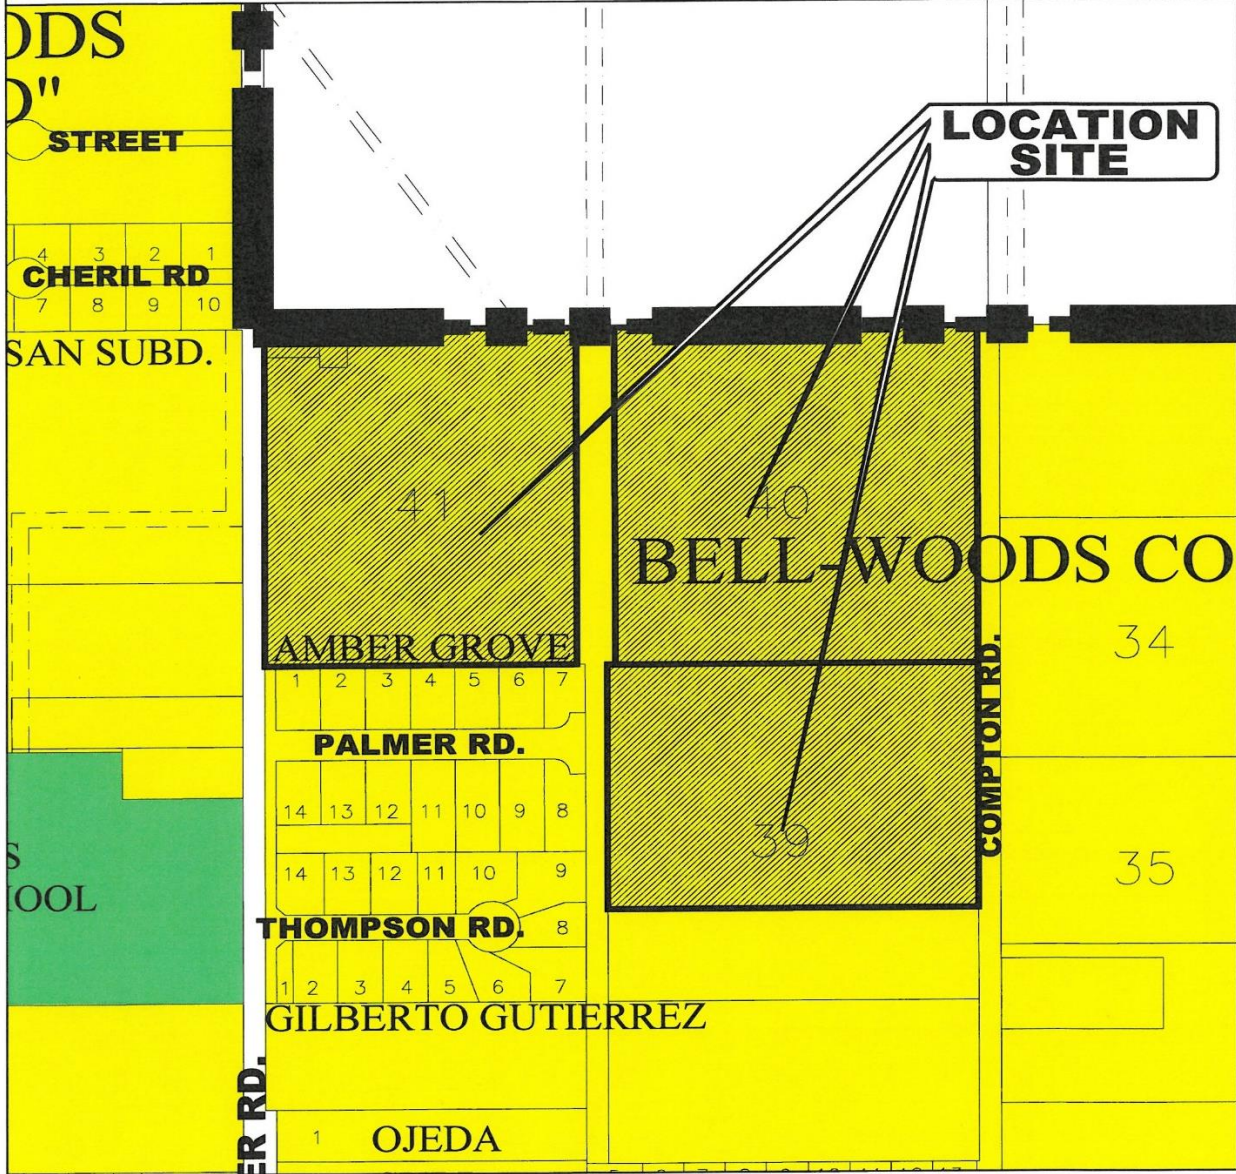 ODS
D"
STREET
LOCATION
SITE
4 3 2 1
CHERIL RD
7 8 9 10
SAN SUBD.
41
40
BELL-WOODS CO
34
AMBER GROVE
1 2 3 4 5 6 7
PALMER RD.
COMPTON RD.
14 13 12 11 10 9 8
39
35
S
OOL
14 13 12 11 10 9
THOMPSON RD.
8
1 2 3 4 5 6 7
GILBERTO GUTIERREZ
ER RD.
1 OJEDA